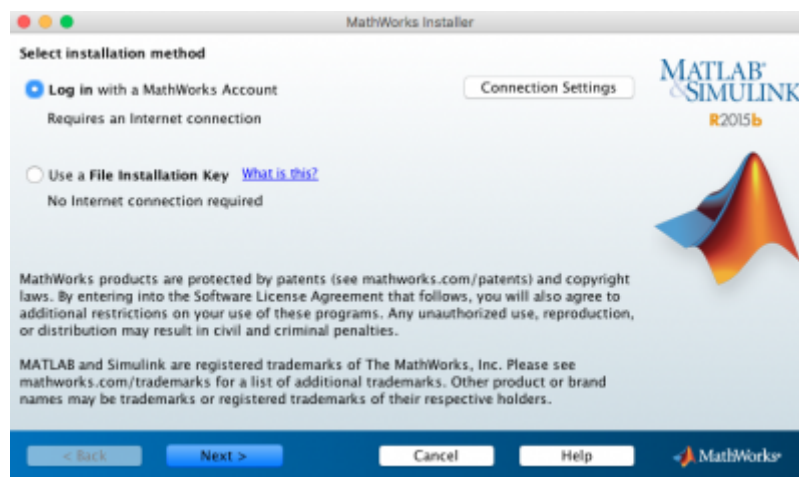 MathWorks Installer
Select installation method
Log in with a MathWorks Account
Connection Settings
Requires an Internet connection
MATLAB®
&SIMULINK
R2015b
Use a File Installation Key What is this?
No Internet connection required
MathWorks products are protected by patents (see mathworks.com/patents) and copyright
laws. By entering into the Software License Agreement that follows, you will also agree to
additional restrictions on your use of these programs. Any unauthorized use, reproduction,
or distribution may result in civil and criminal penalties.
MATLAB and Simulink are registered trademarks of The MathWorks, Inc. Please see
mathworks.com/trademarks for a list of additional trademarks. Other product or brand
names may be trademarks or registered trademarks of their respective holders.
< Back
Next >
Cancel
Help
MathWorks®